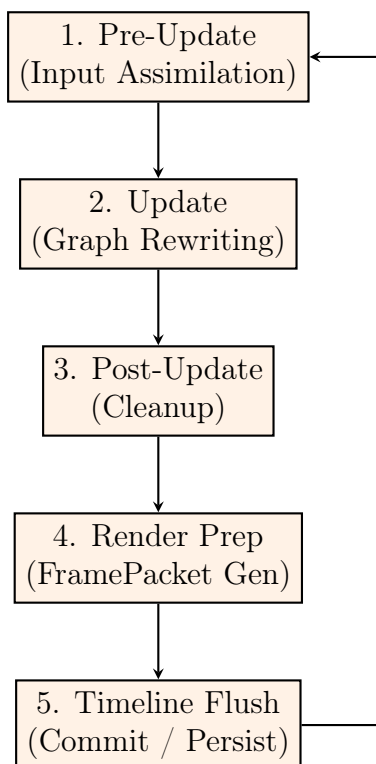 1. Pre-Update
(Input Assimilation)
2. Update
(Graph Rewriting)
3. Post-Update
(Cleanup)
4. Render Prep
(FramePacket Gen)
5. Timeline Flush
(Commit / Persist)